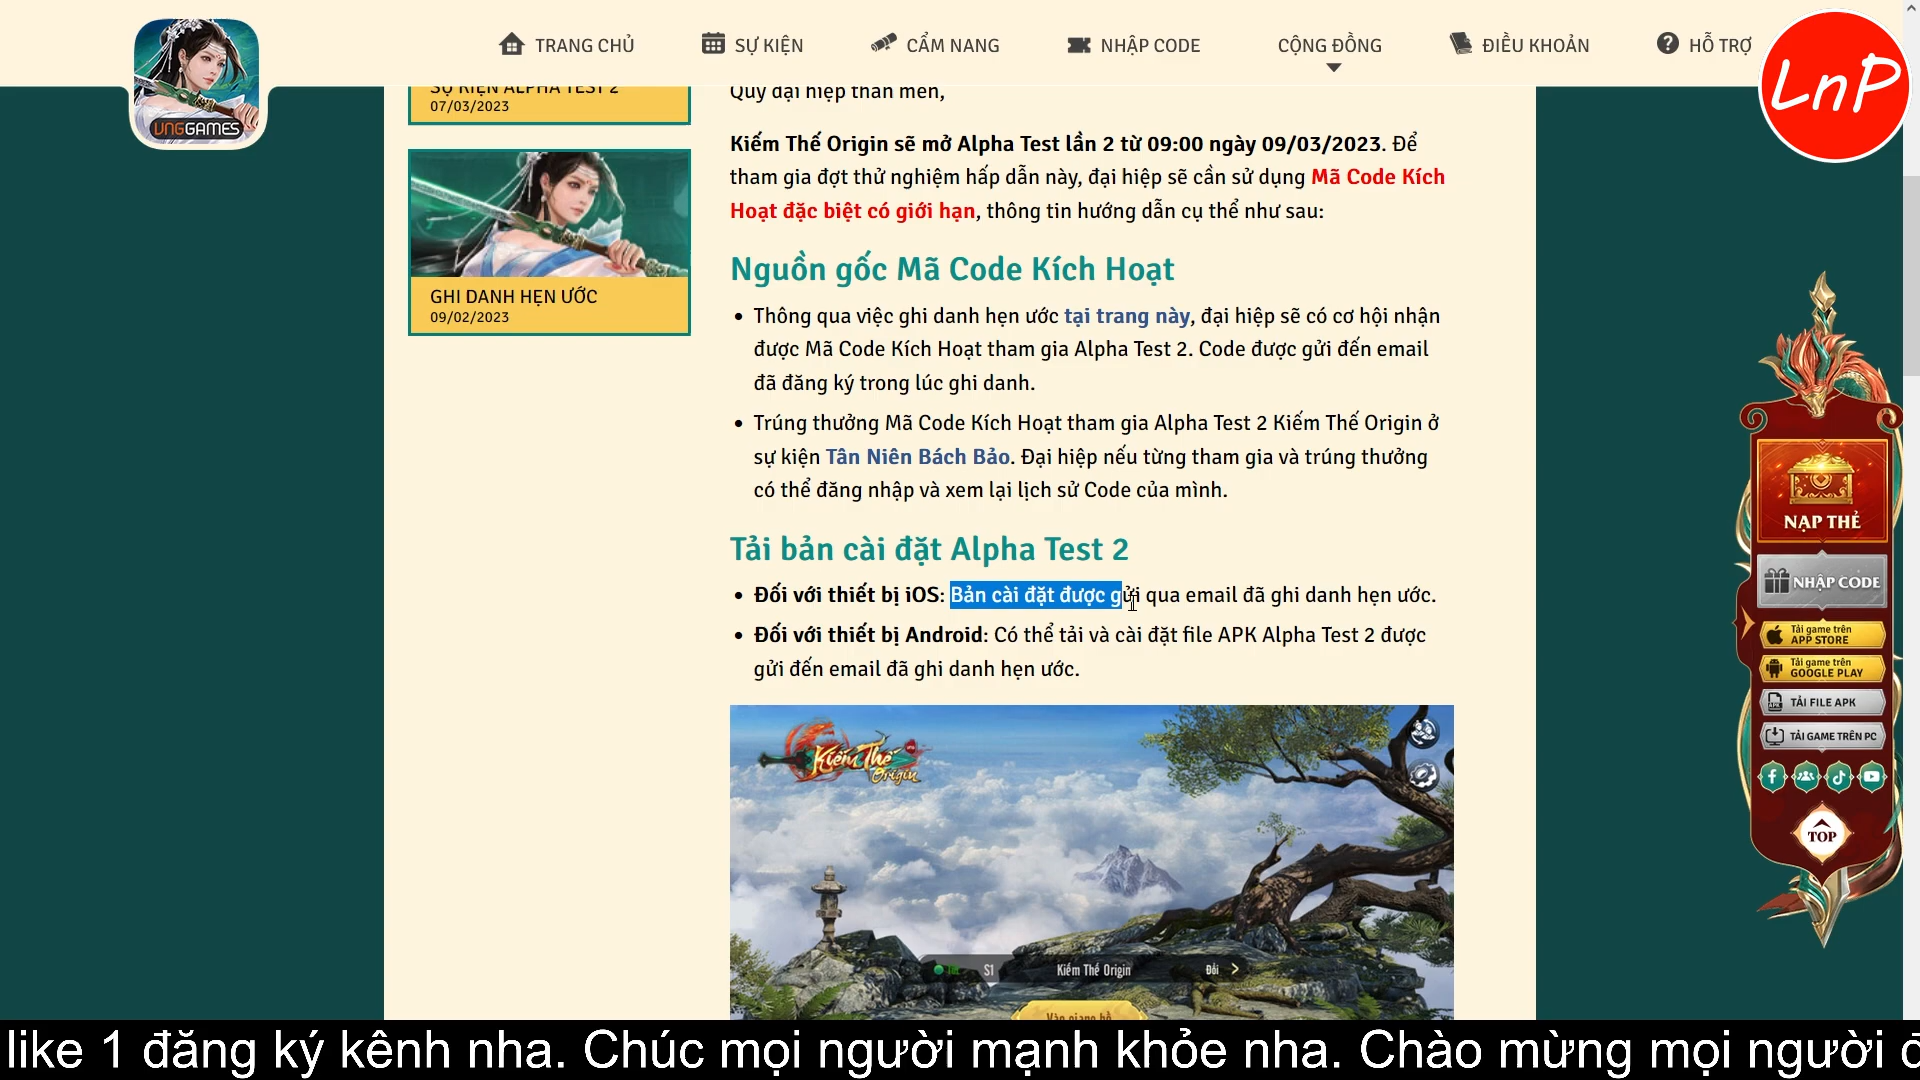 TRANG CHỦ
SỰ KIỆN
CẨM NANG
NHẬP CODE
CỘNG ĐỒNG
ĐIỀU KHOẢN
HỖ TRỢ
LnP
VNGGAMES
SỰ KIỆN ALPHA TEST 2
07/03/2023
GHI DANH HẸN ƯỚC
09/02/2023
Quý đại hiệp thân mến,
Kiếm Thế Origin sẽ mở Alpha Test lần 2 từ 09:00 ngày 09/03/2023. Để
tham gia đợt thử nghiệm hấp dẫn này, đại hiệp sẽ cần sử dụng Mã Code Kích
Hoạt đặc biệt có giới hạn, thông tin hướng dẫn cụ thể như sau:
Nguồn gốc Mã Code Kích Hoạt
Thông qua việc ghi danh hẹn ước tại trang này, đại hiệp sẽ có cơ hội nhận
được Mã Code Kích Hoạt tham gia Alpha Test 2. Code được gửi đến email
đã đăng ký trong lúc ghi danh.
Trúng thưởng Mã Code Kích Hoạt tham gia Alpha Test 2 Kiếm Thế Origin ở
sự kiện Tân Niên Bách Bảo. Đại hiệp nếu từng tham gia và trúng thưởng
có thể đăng nhập và xem lại lịch sử Code của mình.
Tải bản cài đặt Alpha Test 2
Đối với thiết bị iOS: Bản cài đặt được gửi qua email đã ghi danh hẹn ước.
Đối với thiết bị Android: Có thể tải và cài đặt file APK Alpha Test 2 được
gửi đến email đã ghi danh hẹn ước.
Kiếm Thế
Origin
S1
Kiếm Thế Origin
Đổi
Vào giang hồ
NẠP THẺ
NHẬP CODE
Tải game trên
APP STORE
Tải game trên
GOOGLE PLAY
TẢI FILE APK
TẢI GAME TRÊN PC
TOP
like 1 đăng ký kênh nha. Chúc mọi người mạnh khỏe nha. Chào mừng mọi người